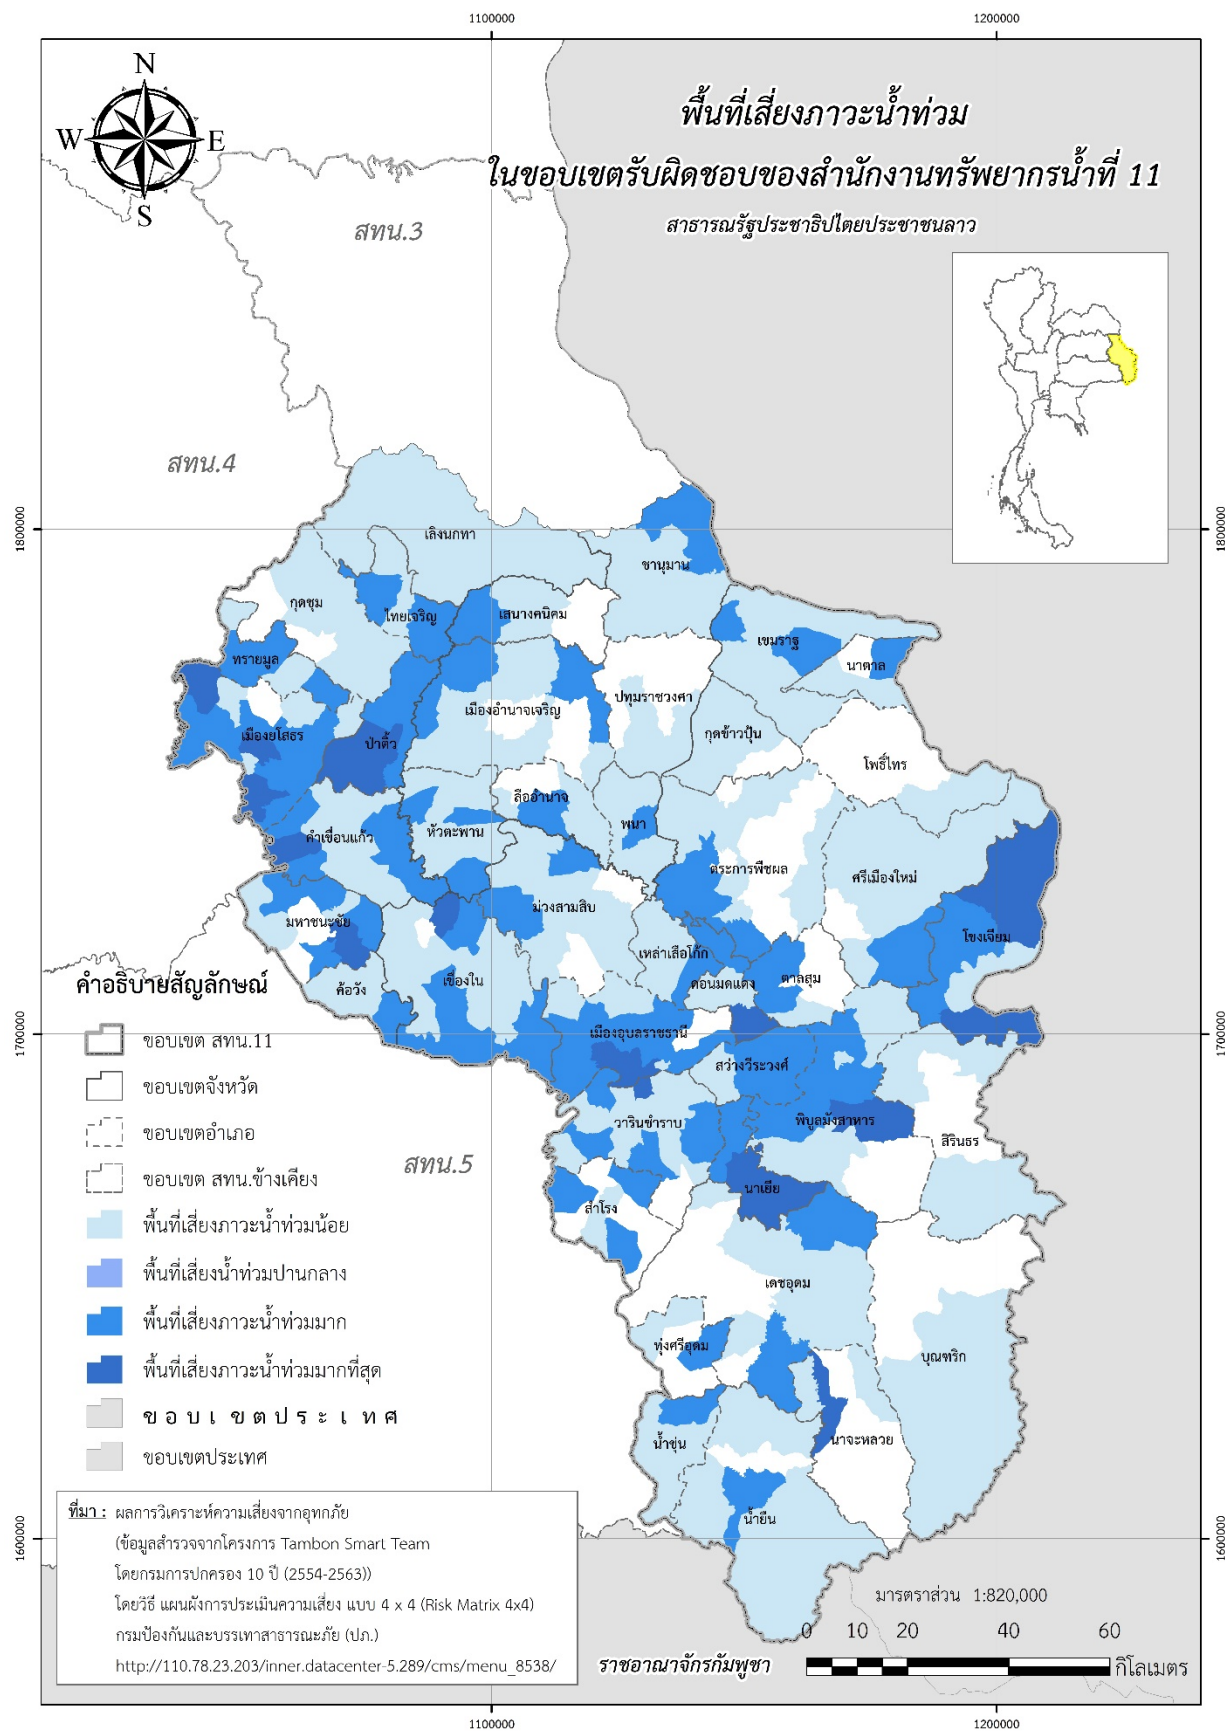 1100000
1200000
N
W
E
S
พื้นที่เสี่ยงภาวะน้ำท่วม
ในขอบเขตรับผิดชอบของสำนักงานทรัพยากรน้ำที่ 11
สาธารณรัฐประชาธิปไตยประชาชนลาว
สทน.3
สทน.4
1800000
1800000
เลิงนกทา
ชานุมาน
กุดชุม
ไทยเจริญ
เสนางคนิคม
เขมราฐ
ทรายมูล
นาตาล
ปทุมราชวงศา
เมืองอำนาจเจริญ
เมืองยโสธร
ป่าติ้ว
กุดข้าวปุ้น
โพธิ์ไทร
ลืออำนาจ
พนา
หัวตะพาน
คำเขื่อนแก้ว
ตระการพืชผล
ศรีเมืองใหม่
ม่วงสามสิบ
มหาชนะชัย
โขงเจียม
เหล่าเสือโก้ก
ตาลสุม
ดอนมดแดง
เขื่องใน
ค้อวัง
คำอธิบายสัญลักษณ์
1700000
1700000
เมืองอุบลราชธานี
สว่างวีระวงศ์
วารินชำราบ
พิบูลมังสาหาร
สิรินธร
สทน.5
นาเยีย
สำโรง
เดชอุดม
ทุ่งศรีอุดม
บุณฑริก
น้ำขุ่น
นาจะหลวย
น้ำยืน
ขอบเขต สทน.11
ขอบเขตจังหวัด
ขอบเขตอำเภอ
ขอบเขต สทน.ข้างเคียง
พื้นที่เสี่ยงภาวะน้ำท่วมน้อย
พื้นที่เสี่ยงน้ำท่วมปานกลาง
พื้นที่เสี่ยงภาวะน้ำท่วมมาก
พื้นที่เสี่ยงภาวะน้ำท่วมมากที่สุด
ข อ บ เ ข ต ป ร ะ เ ท ศ
ขอบเขตประเทศ
ที่มา : ผลการวิเคราะห์ความเสี่ยงจากอุทกภัย
(ข้อมูลสำรวจจากโครงการ Tambon Smart Team
โดยกรมการปกครอง 10 ปี (2554-2563))
โดยวิธี แผนผังการประเมินความเสี่ยง แบบ 4 x 4 (Risk Matrix 4x4)
กรมป้องกันและบรรเทาสาธารณะภัย (ปภ.)
http://110.78.23.203/inner.datacenter-5.289/cms/menu_8538/
1600000
1600000
มารตราส่วน 1:820,000
0 10 20 40 60
กิโลเมตร
ราชอาณาจักรกัมพูชา
1100000
1200000